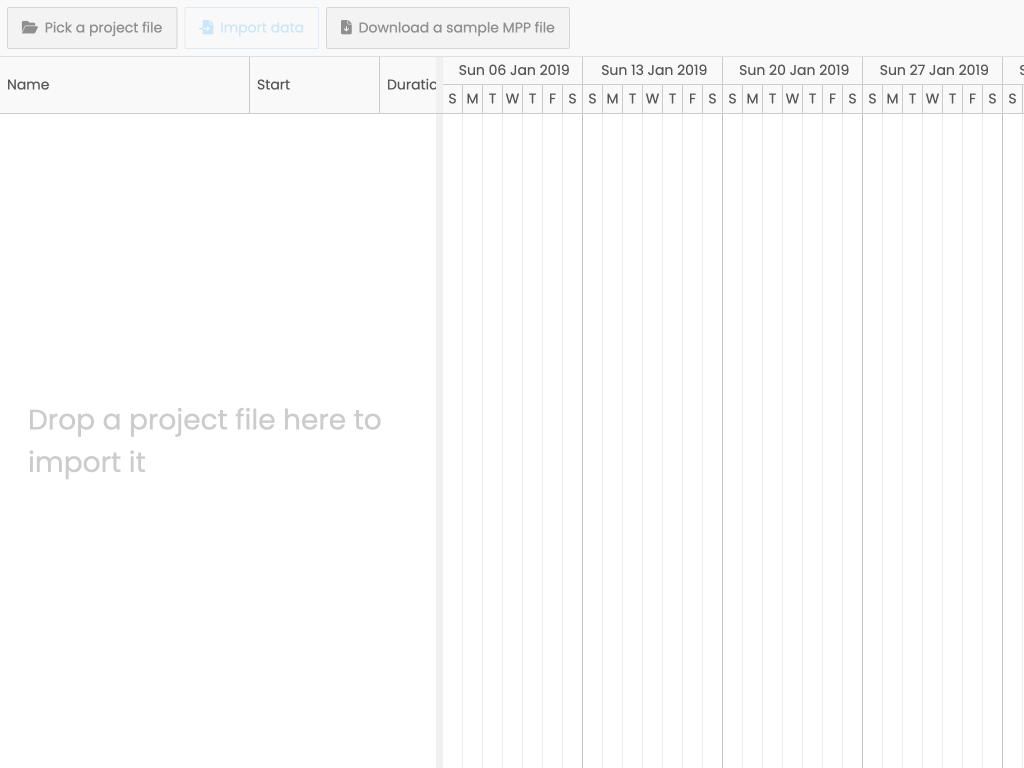 Pick a project file Import data Download a sample MPP file
Name Start Duratio Sun 06 Jan 2019 Sun 13 Jan 2019 Sun 20 Jan 2019 Sun 27 Jan 2019 S
S M T W T F S S M T W T F S S M T W T F S S M T W T F S S
Drop a project file here to
import it